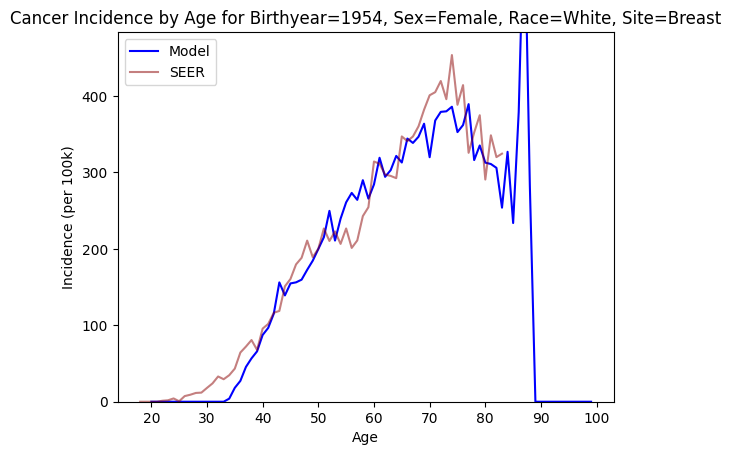 Cancer Incidence by Age for Birthyear=1954, Sex=Female, Race=White, Site=Breast
Model
SEER
Incidence (per 100k)
400
300
200
100
0
20 30 40 50 60 70 80 90 100
Age